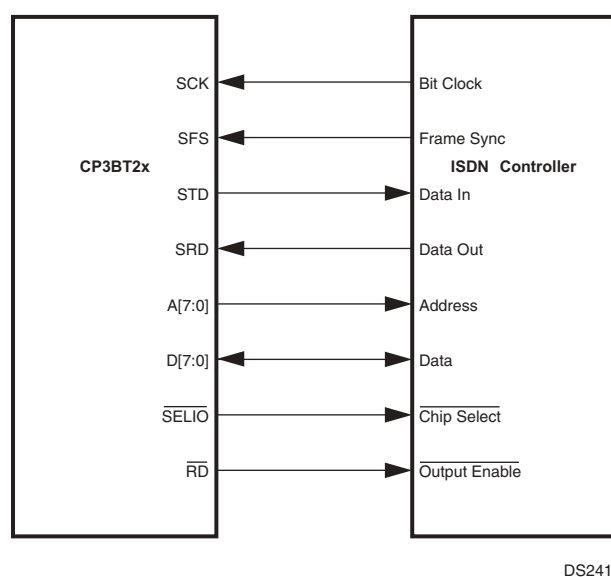 SCK Bit Clock
SFS Frame Sync
CP3BT2x ISDN Controller
STD Data In
SRD Data Out
A[7:0] Address
D[7:0] Data
SELIO Chip Select
RD Output Enable
DS241